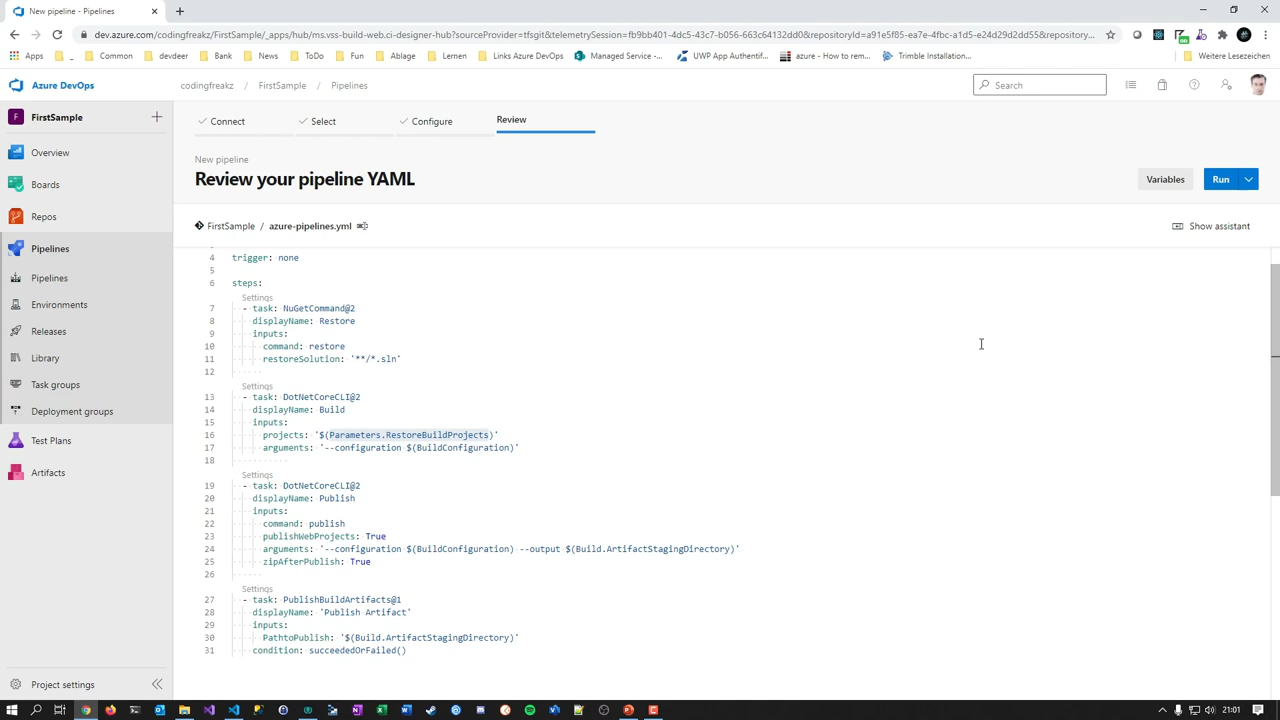 New pipeline - Azure DevOps
dev.azure.com/codingfreakz/FirstSample/_apps/hub/ms.vss-build-web.ci-designer-hub?sourceProvider=tfsgit&telemetrySession=fb9bb401-4dc5-43c7-b056-663c64132dd0&repositoryId=a91e5f85-ea7e-4fbc-a1d5-e24d29d2dd55&repository...
Apps _ Common devdeer Bank News ToDo Fun Ablage Lernen Links Azure DevOps Managed Service -... UWP App Authentif... azure - How to rem... Trimble Installation... Weitere Lesezeichen
Azure DevOps codingfreakz / FirstSample / Pipelines Search
F FirstSample
Overview
Boards
Repos
Pipelines
Pipelines
Environments
Releases
Library
Task groups
Deployment groups
Test Plans
Artifacts
Project settings
Connect Select Configure Review
New pipeline
Review your pipeline YAML
Variables Run
FirstSample / azure-pipelines.yml Show assistant
4 trigger: none
5
6 steps:
Settings
7 - task: NuGetCommand@2
8 displayName: Restore
9 inputs:
10 command: restore
11 restoreSolution: '**/*.sln'
12
Settings
13 - task: DotNetCoreCLI@2
14 displayName: Build
15 inputs:
16 projects: '$(Parameters.RestoreBuildProjects)'
17 arguments: '--configuration $(BuildConfiguration)'
18
Settings
19 - task: DotNetCoreCLI@2
20 displayName: Publish
21 inputs:
22 command: publish
23 publishWebProjects: True
24 arguments: '--configuration $(BuildConfiguration) --output $(Build.ArtifactStagingDirectory)'
25 zipAfterPublish: True
26
Settings
27 - task: PublishBuildArtifacts@1
28 displayName: 'Publish Artifact'
29 inputs:
30 PathtoPublish: '$(Build.ArtifactStagingDirectory)'
31 condition: succeededOrFailed()
21:01